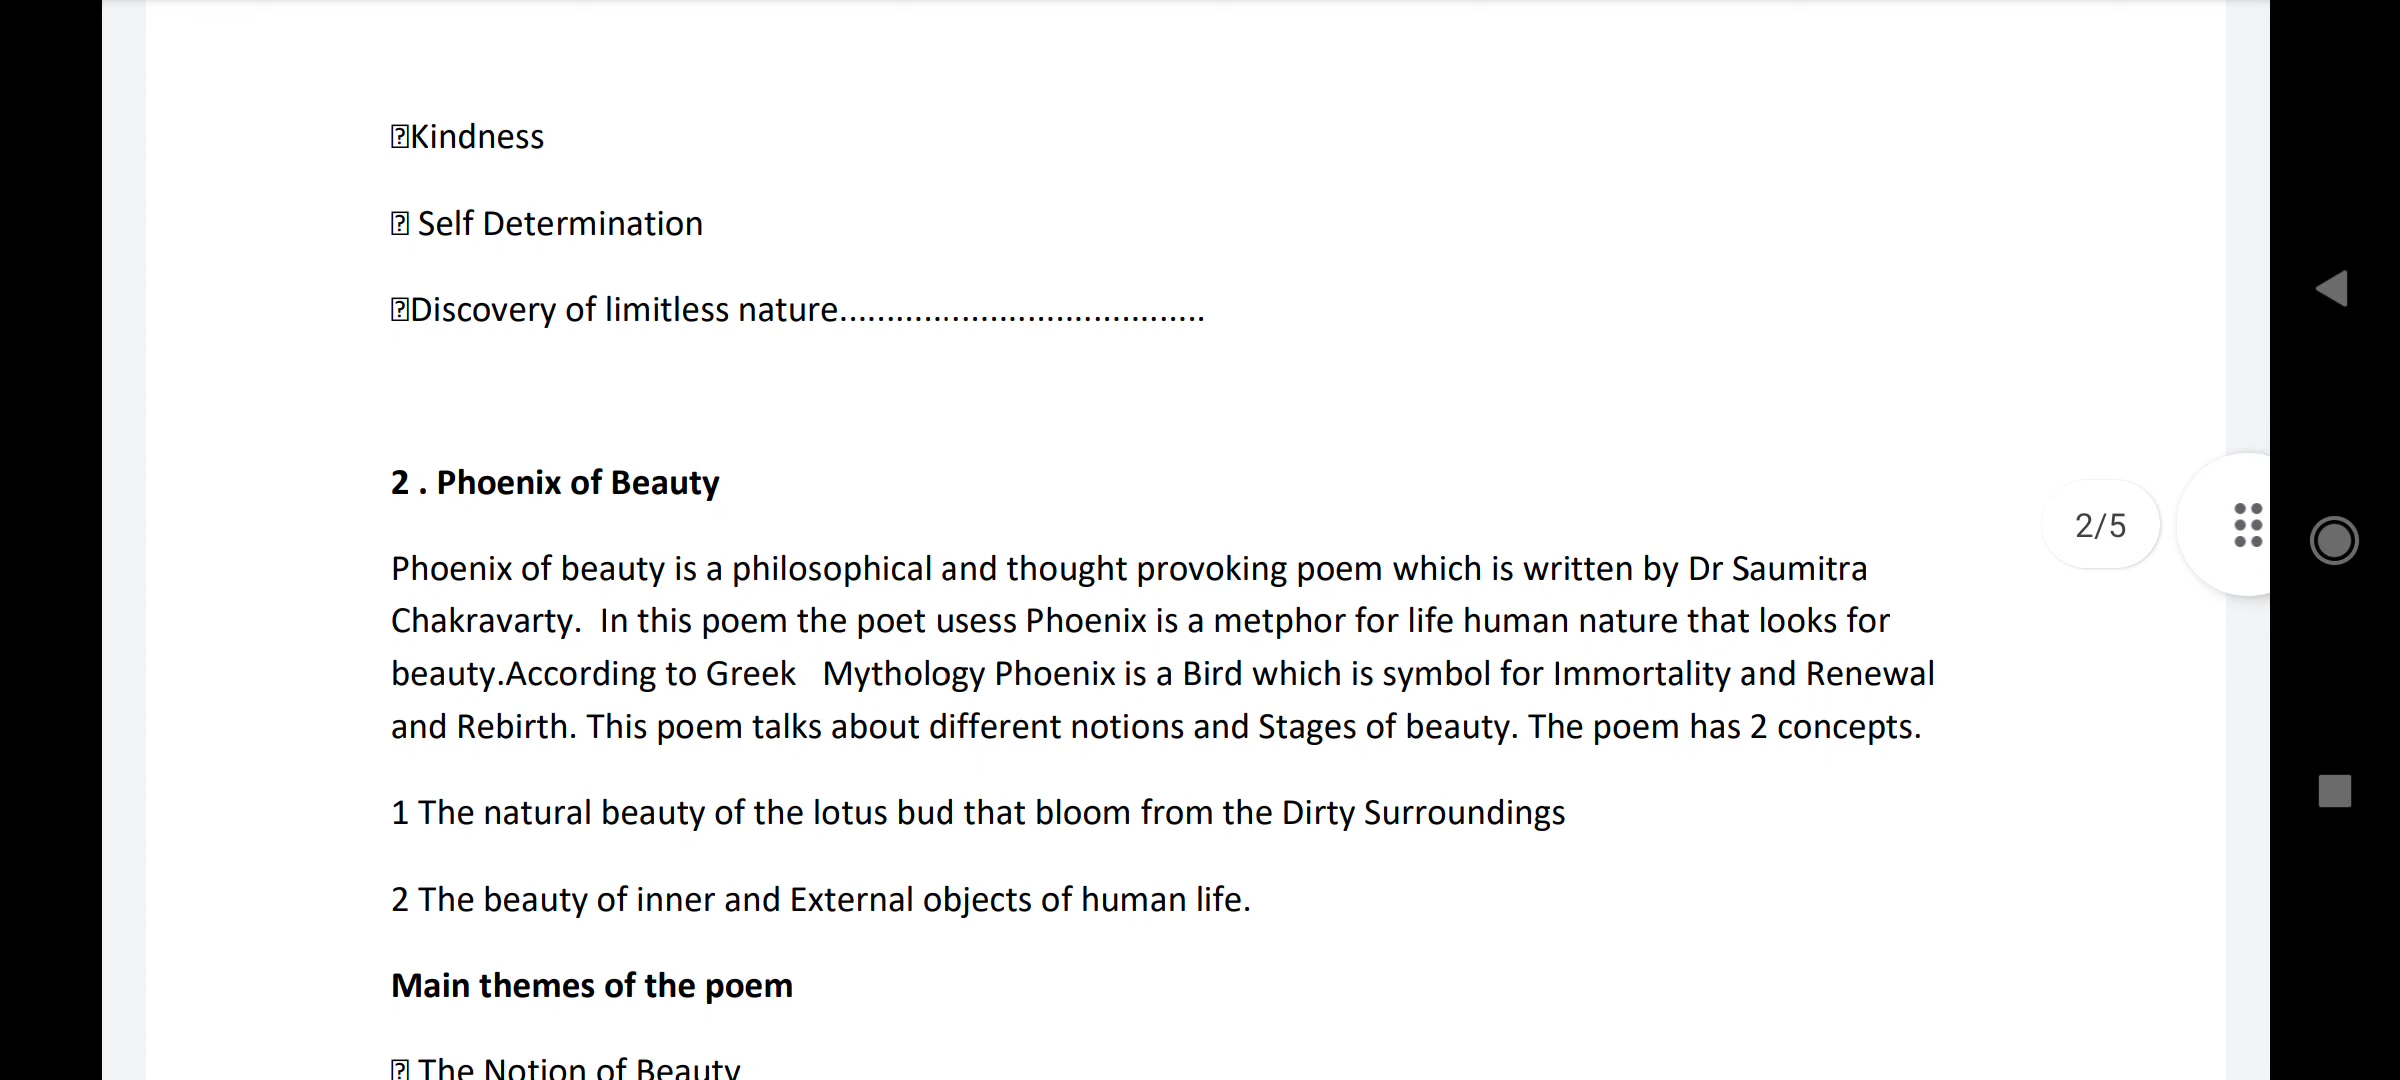 Kindness
Self Determination
Discovery of limitless nature.......................................
2 . Phoenix of Beauty
Phoenix of beauty is a philosophical and thought provoking poem which is written by Dr Saumitra
Chakravarty.  In this poem the poet usess Phoenix is a metphor for life human nature that looks for
beauty.According to Greek   Mythology Phoenix is a Bird which is symbol for Immortality and Renewal
and Rebirth. This poem talks about different notions and Stages of beauty. The poem has 2 concepts.
2/5
1 The natural beauty of the lotus bud that bloom from the Dirty Surroundings
2 The beauty of inner and External objects of human life.
Main themes of the poem
The Notion of Beauty